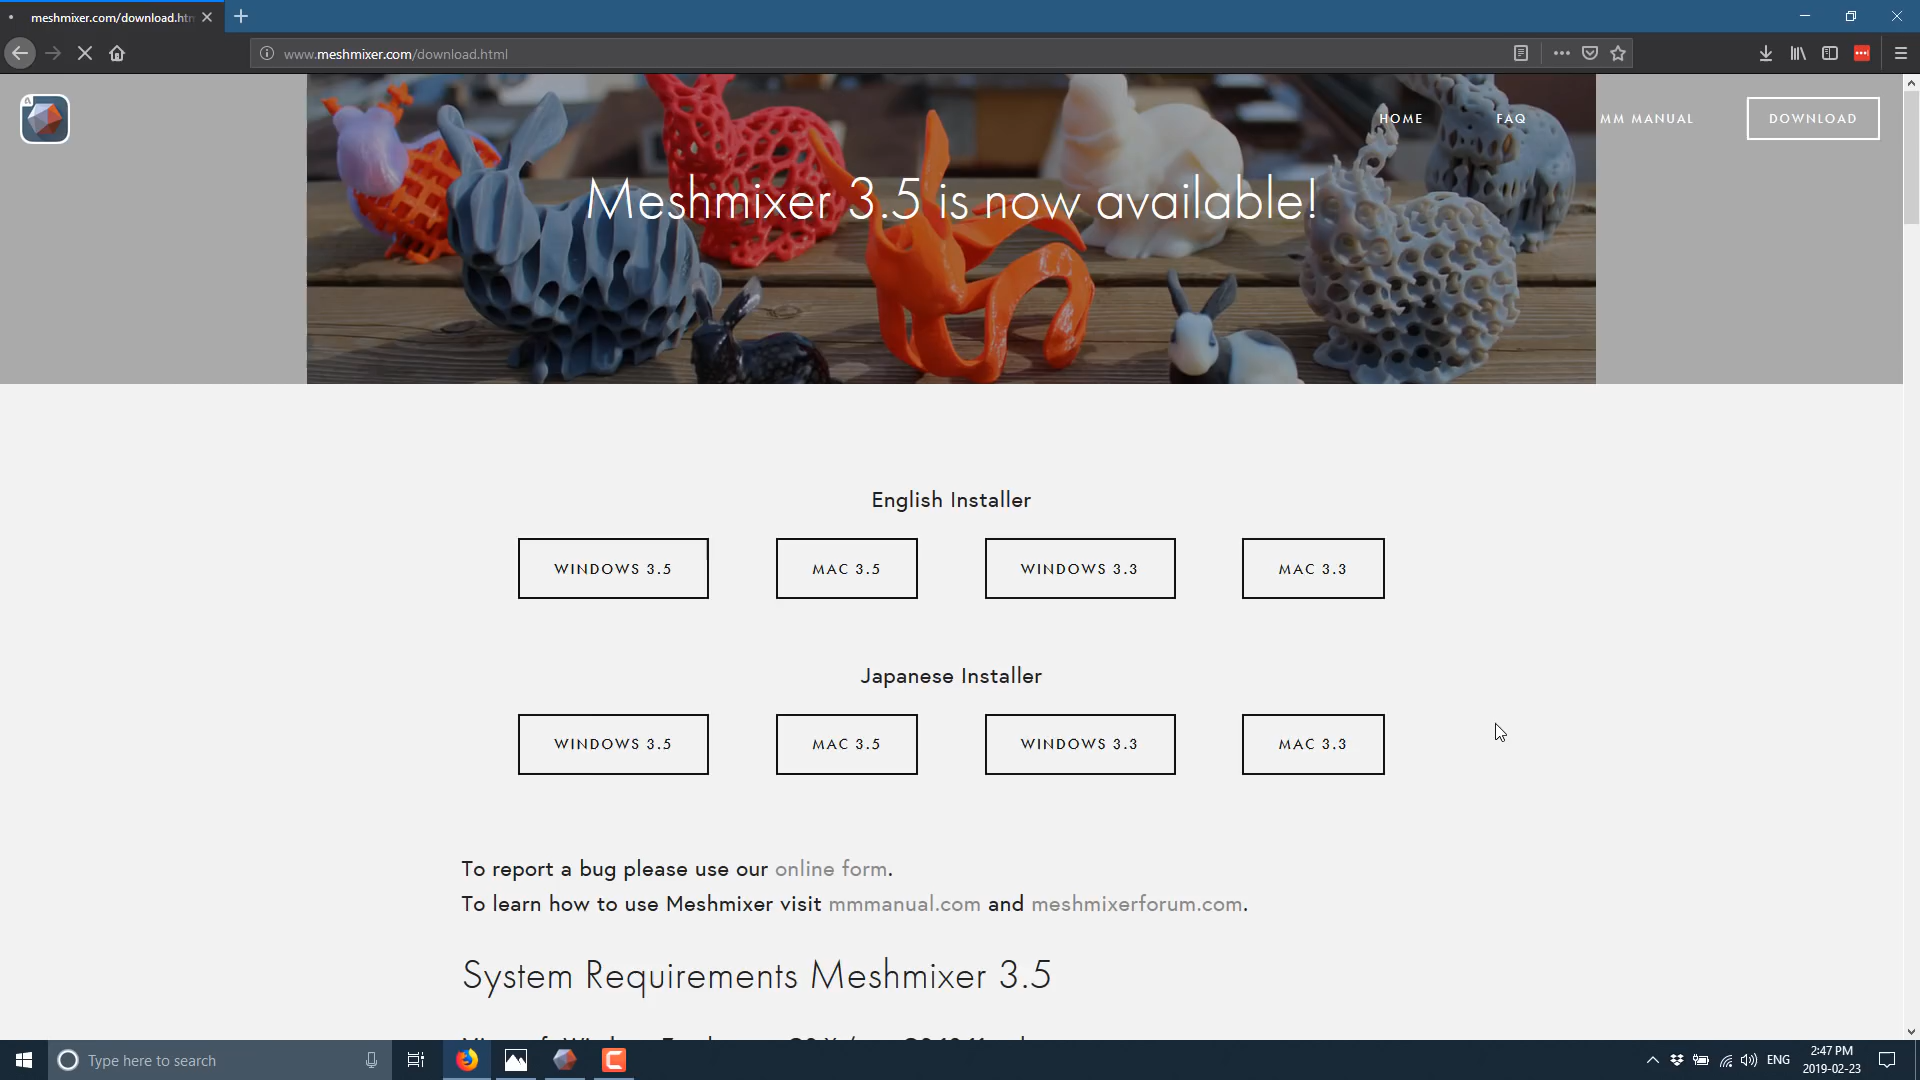 meshmixer.com/download.htm
www.meshmixer.com/download.html
HOME
FAQ
MM MANUAL
DOWNLOAD
Meshmixer 3.5 is now available!
English Installer
WINDOWS 3.5
MAC 3.5
WINDOWS 3.3
MAC 3.3
Japanese Installer
WINDOWS 3.5
MAC 3.5
WINDOWS 3.3
MAC 3.3
To report a bug please use our online form.
To learn how to use Meshmixer visit mmmanual.com and meshmixerforum.com.
System Requirements Meshmixer 3.5
Type here to search
ENG
2:47 PM
2019-02-23